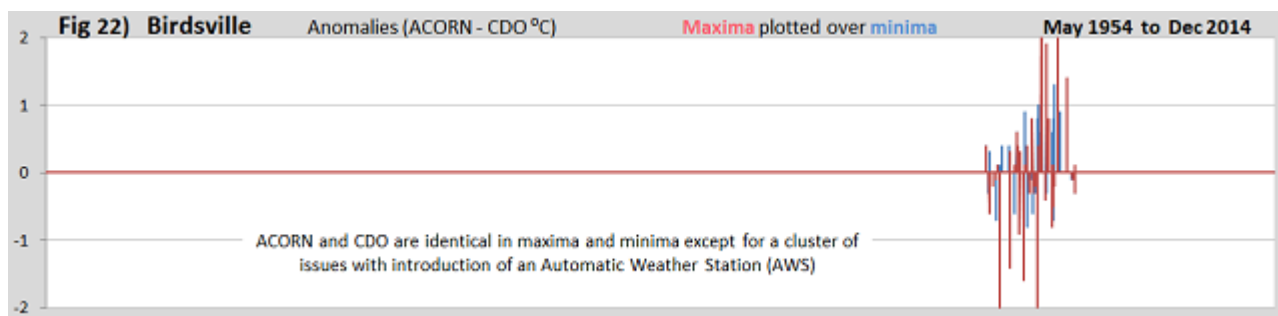 Fig 22) Birdsville Anomalies (ACORN - CDO ºC) Maxima plotted over minima May 1954 to Dec 2014
2
1
0
-1
-2
ACORN and CDO are identical in maxima and minima except for a cluster of
issues with introduction of an Automatic Weather Station (AWS)